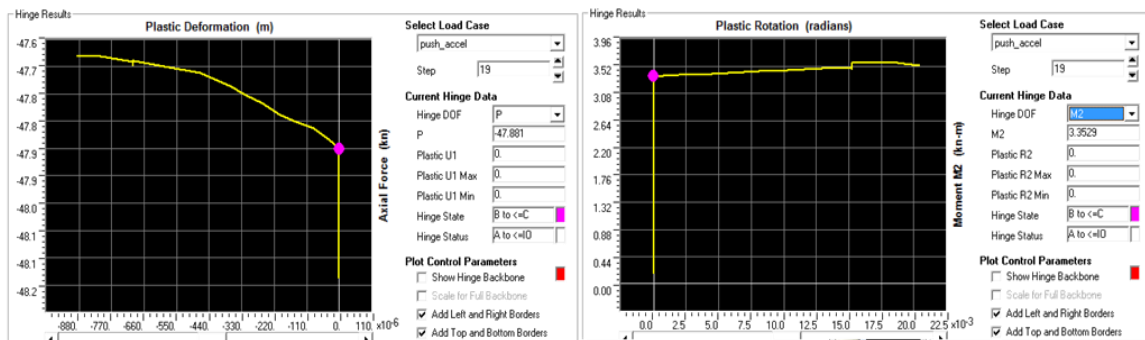 Hinge Results
Plastic Deformation (m)
-47.6
-47.7
-47.8
-47.8
-47.9
-47.9
-48.0
-48.1
-48.1
-48.2
-880.
-770.
-660.
-550.
-440.
-330.
-220.
-110.
0.
110. x10-6
Axial Force (kn)
Select Load Case
push_accel
Step
19
Current Hinge Data
Hinge DOF
P
P
-47.881
Plastic U1
0.
Plastic U1 Max
0.
Plastic U1 Min
0.
Hinge State
B to <=C
Hinge Status
A to <=IO
Plot Control Parameters
Show Hinge Backbone
Scale for Full Backbone
Add Left and Right Borders
Add Top and Bottom Borders
Hinge Results
Plastic Rotation (radians)
3.96
3.52
3.08
2.64
2.20
1.76
1.32
0.88
0.44
0.00
0.0
2.5
5.0
7.5
10.0
12.5
15.0
17.5
20.0
22.5 x10-3
Moment M2 (kn-m)
Select Load Case
push_accel
Step
19
Current Hinge Data
Hinge DOF
M2
M2
3.3529
Plastic R2
0.
Plastic R2 Max
0.
Plastic R2 Min
0.
Hinge State
B to <=C
Hinge Status
A to <=IO
Plot Control Parameters
Show Hinge Backbone
Scale for Full Backbone
Add Left and Right Borders
Add Top and Bottom Borders